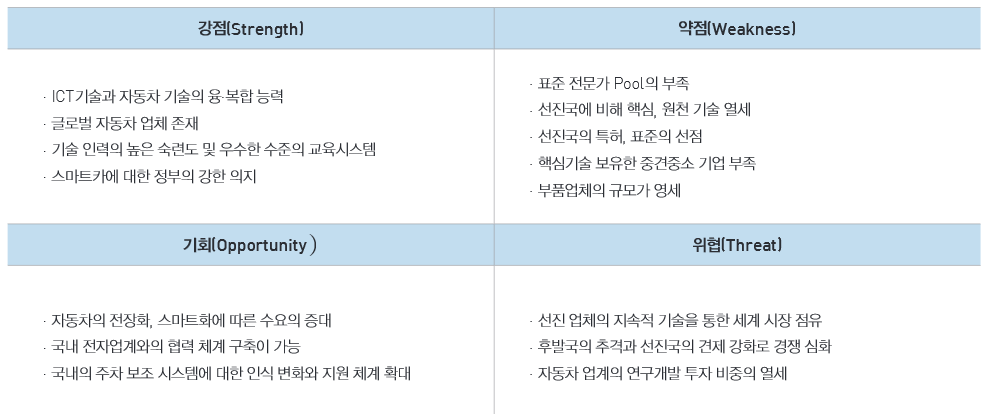 강점(Strength)
약점(Weakness)
· ICT기술과 자동차 기술의 융·복합 능력
· 글로벌 자동차 업체 존재
· 기술 인력의 높은 숙련도 및 우수한 수준의 교육시스템
· 스마트카에 대한 정부의 강한 의지
· 표준 전문가 Pool의 부족
· 선진국에 비해 핵심, 원천 기술 열세
· 선진국의 특허, 표준의 선점
· 핵심기술 보유한 중견중소 기업 부족
· 부품업체의 규모가 영세
기회(Opportunity)
위협(Threat)
· 자동차의 전장화, 스마트화에 따른 수요의 증대
· 국내 전자업계와의 협력 체계 구축이 가능
· 국내의 주차 보조 시스템에 대한 인식 변화와 지원 체계 확대
· 선진 업체의 지속적 기술을 통한 세계 시장 점유
· 후발국의 추격과 선진국의 견제 강화로 경쟁 심화
· 자동차 업계의 연구개발 투자 비중의 열세